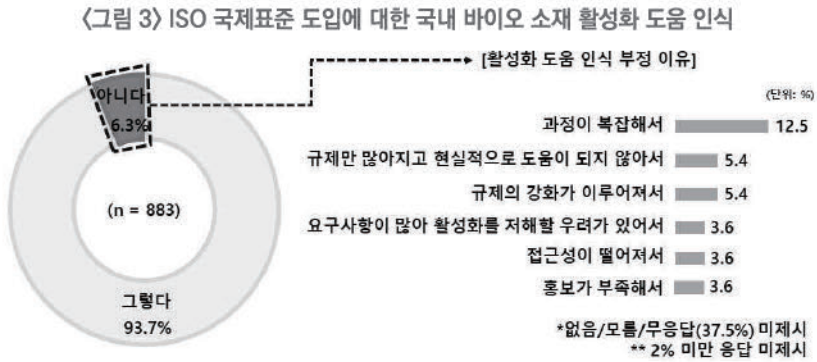 <그림 3> ISO 국제표준 도입에 대한 국내 바이오 소재 활성화 도움 인식
[활성화 도움 인식 부정 이유]
(단위: %)
아니다
6.3%
(n = 883)
그렇다
93.7%
과정이 복잡해서 12.5
규제만 많아지고 현실적으로 도움이 되지 않아서 5.4
규제의 강화가 이루어져서 5.4
요구사항이 많아 활성화를 저해할 우려가 있어서 3.6
접근성이 떨어져서 3.6
홍보가 부족해서 3.6
*없음/모름/무응답(37.5%) 미제시
** 2% 미만 응답 미제시